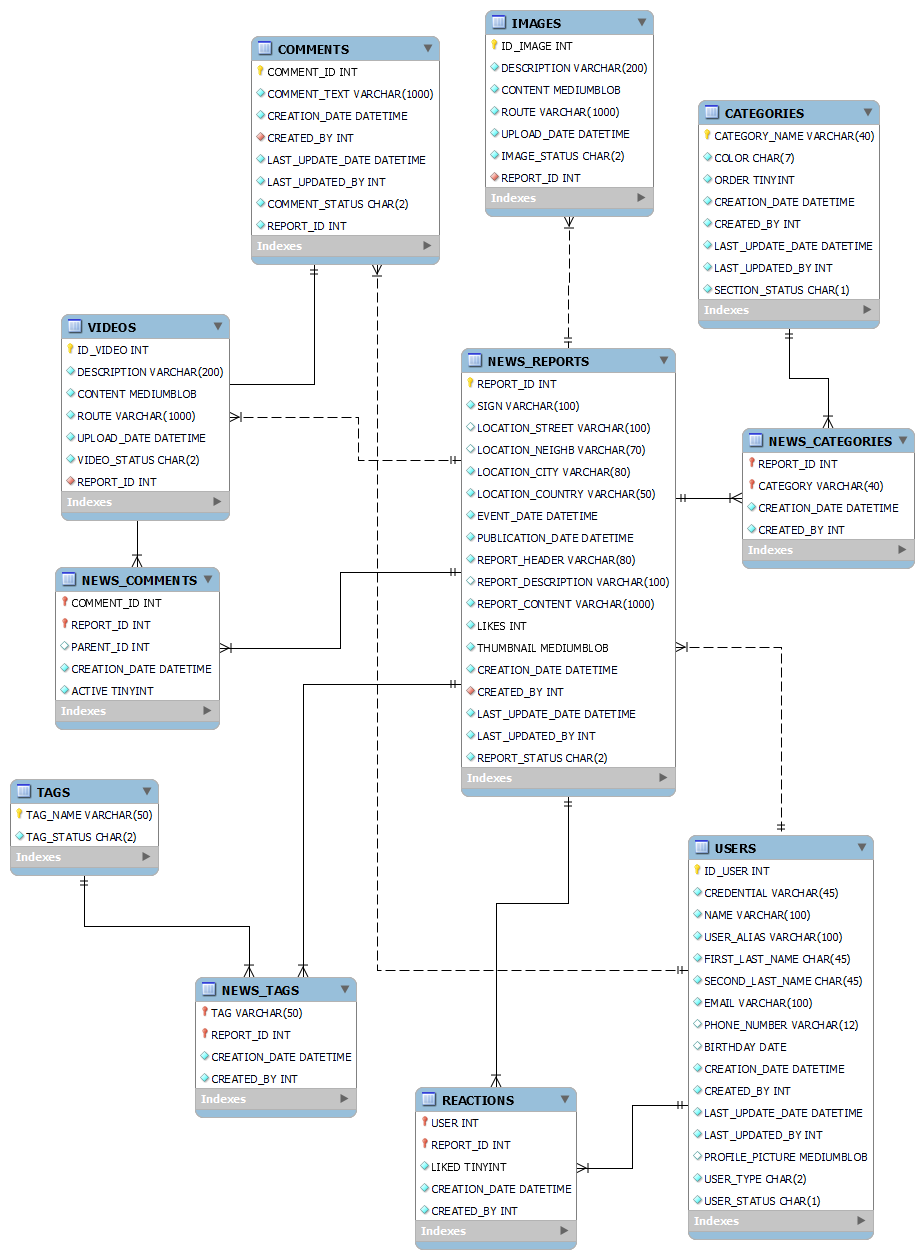 COMMENTS
COMMENT_ID INT
COMMENT_TEXT VARCHAR(1000)
CREATION_DATE DATETIME
CREATED_BY INT
LAST_UPDATE_DATE DATETIME
LAST_UPDATED_BY INT
COMMENT_STATUS CHAR(2)
REPORT_ID INT
Indexes
IMAGES
ID_IMAGE INT
DESCRIPTION VARCHAR(200)
CONTENT MEDIUMBLOB
ROUTE VARCHAR(1000)
UPLOAD_DATE DATETIME
IMAGE_STATUS CHAR(2)
REPORT_ID INT
Indexes
CATEGORIES
CATEGORY_NAME VARCHAR(40)
COLOR CHAR(7)
ORDER TINYINT
CREATION_DATE DATETIME
CREATED_BY INT
LAST_UPDATE_DATE DATETIME
LAST_UPDATED_BY INT
SECTION_STATUS CHAR(1)
Indexes
VIDEOS
ID_VIDEO INT
DESCRIPTION VARCHAR(200)
CONTENT MEDIUMBLOB
ROUTE VARCHAR(1000)
UPLOAD_DATE DATETIME
VIDEO_STATUS CHAR(2)
REPORT_ID INT
Indexes
NEWS_REPORTS
REPORT_ID INT
SIGN VARCHAR(100)
LOCATION_STREET VARCHAR(100)
LOCATION_NEIGHB VARCHAR(70)
LOCATION_CITY VARCHAR(80)
LOCATION_COUNTRY VARCHAR(50)
EVENT_DATE DATETIME
PUBLICATION_DATE DATETIME
REPORT_HEADER VARCHAR(80)
REPORT_DESCRIPTION VARCHAR(100)
REPORT_CONTENT VARCHAR(1000)
LIKES INT
THUMBNAIL MEDIUMBLOB
CREATION_DATE DATETIME
CREATED_BY INT
LAST_UPDATE_DATE DATETIME
LAST_UPDATED_BY INT
REPORT_STATUS CHAR(2)
Indexes
NEWS_CATEGORIES
REPORT_ID INT
CATEGORY VARCHAR(40)
CREATION_DATE DATETIME
CREATED_BY INT
Indexes
NEWS_COMMENTS
COMMENT_ID INT
REPORT_ID INT
PARENT_ID INT
CREATION_DATE DATETIME
ACTIVE TINYINT
Indexes
TAGS
TAG_NAME VARCHAR(50)
TAG_STATUS CHAR(2)
Indexes
USERS
ID_USER INT
CREDENTIAL VARCHAR(45)
NAME VARCHAR(100)
USER_ALIAS VARCHAR(100)
FIRST_LAST_NAME CHAR(45)
SECOND_LAST_NAME CHAR(45)
EMAIL VARCHAR(100)
PHONE_NUMBER VARCHAR(12)
BIRTHDAY DATE
CREATION_DATE DATETIME
CREATED_BY INT
LAST_UPDATE_DATE DATETIME
LAST_UPDATED_BY INT
PROFILE_PICTURE MEDIUMBLOB
USER_TYPE CHAR(2)
USER_STATUS CHAR(1)
Indexes
NEWS_TAGS
TAG VARCHAR(50)
REPORT_ID INT
CREATION_DATE DATETIME
CREATED_BY INT
Indexes
REACTIONS
USER INT
REPORT_ID INT
LIKED TINYINT
CREATION_DATE DATETIME
CREATED_BY INT
Indexes